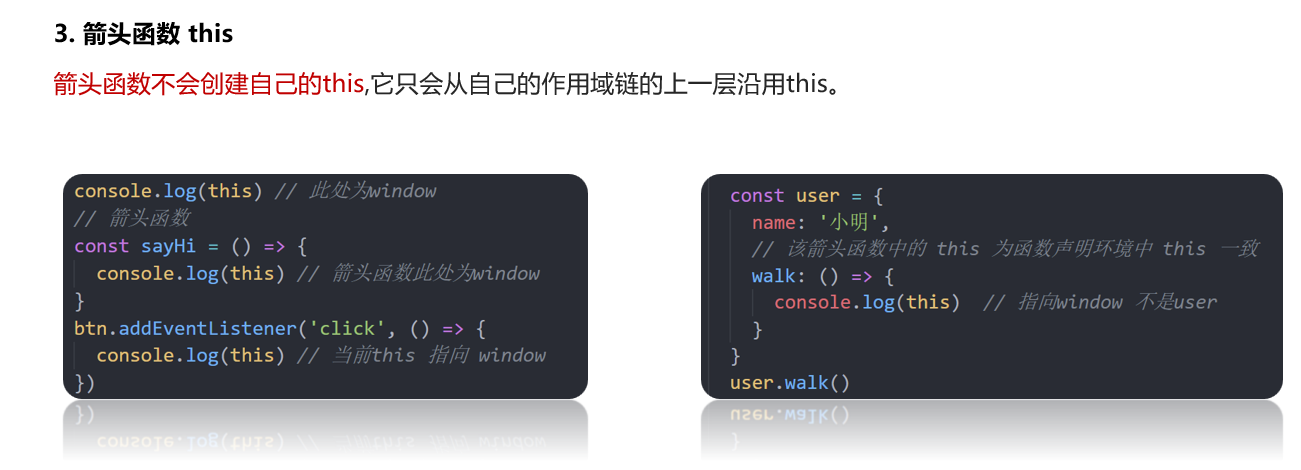 3. 箭头函数 this
箭头函数不会创建自己的this,它只会从自己的作用域链的上一层沿用this。
console.log(this) // 此处为window
// 箭头函数
const sayHi = () => {
  console.log(this) // 箭头函数此处为window
}
btn.addEventListener('click', () => {
  console.log(this) // 当前this 指向 window
})
const user = {
  name: '小明',
  // 该箭头函数中的 this 为函数声明环境中 this 一致
  walk: () => {
    console.log(this)  // 指向window 不是user
  }
}
user.walk()